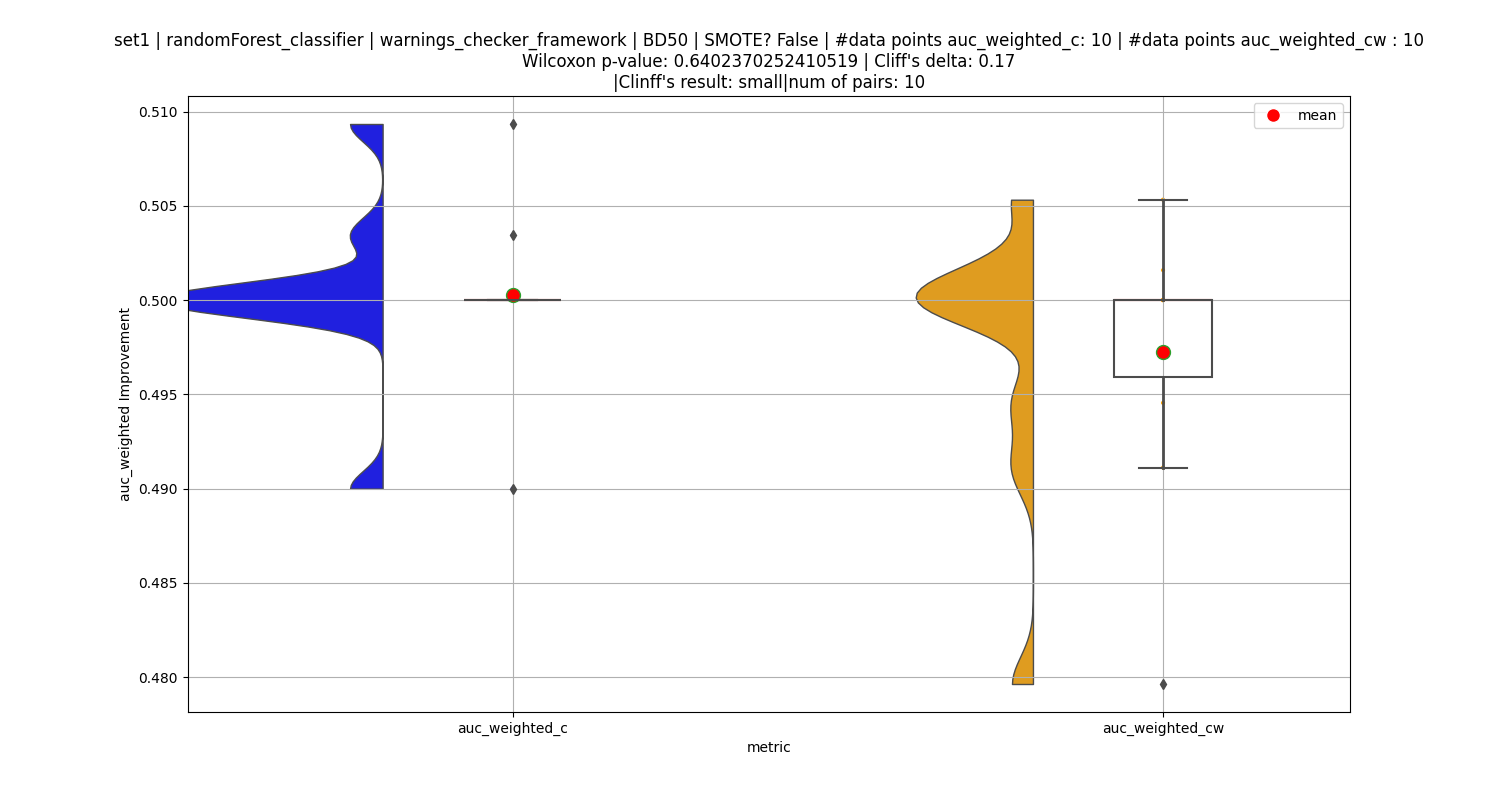 set1 | randomForest_classifier | warnings_checker_framework | BD50 | SMOTE? False | #data points auc_weighted_c: 10 | #data points auc_weighted_cw : 10
Wilcoxon p-value: 0.6402370252410519 | Cliff's delta: 0.17
|Clinff's result: small|num of pairs: 10
mean
0.510
0.505
0.500
0.495
0.490
0.485
0.480
auc_weighted Improvement
auc_weighted_c
auc_weighted_cw
metric